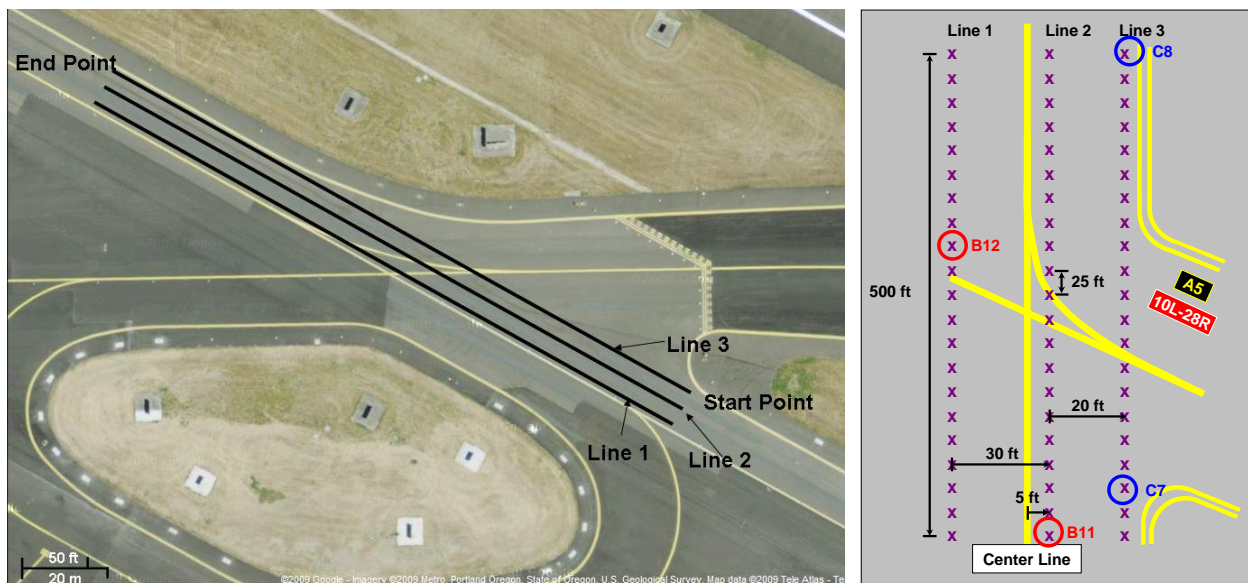 End Point
Line 3
Start Point
Line 1
Line 2
50 ft
20 m
©2009 Google - Imagery ©2009 Metro, Portland Oregon, State of Oregon, U.S. Geological Survey, Map data ©2009 Tele Atlas - Te
Line 1
Line 2
Line 3
C8
B12
25 ft
500 ft
A5
10L-28R
20 ft
30 ft
C7
5 ft
B11
Center Line